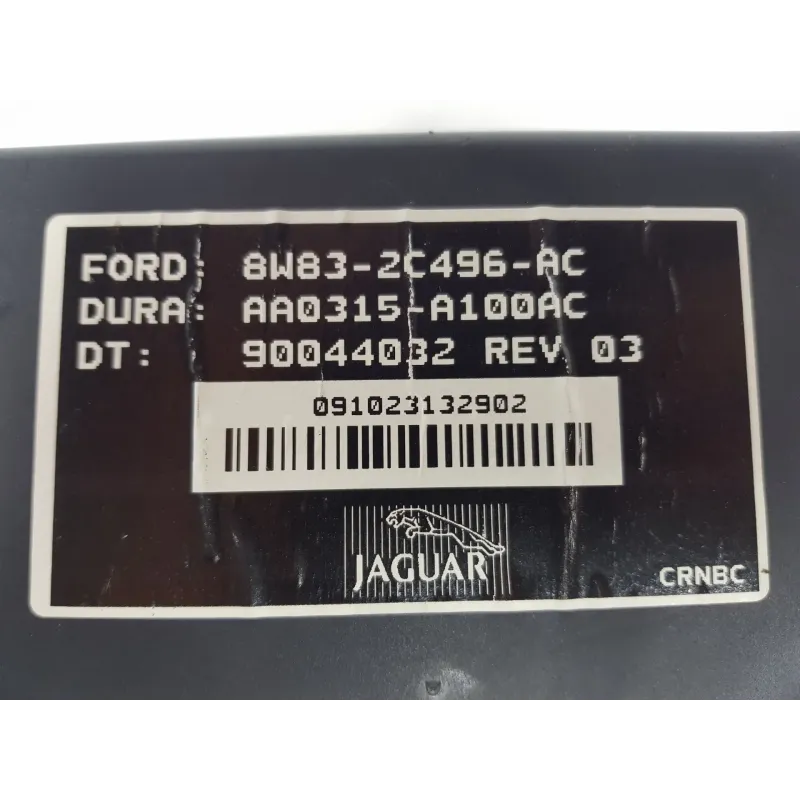 FORD: 8W83-2C496-AC
DURA: AA0315-A100AC
DT: 90044032 REV 03
091023132902
JAGUAR
CRNBC